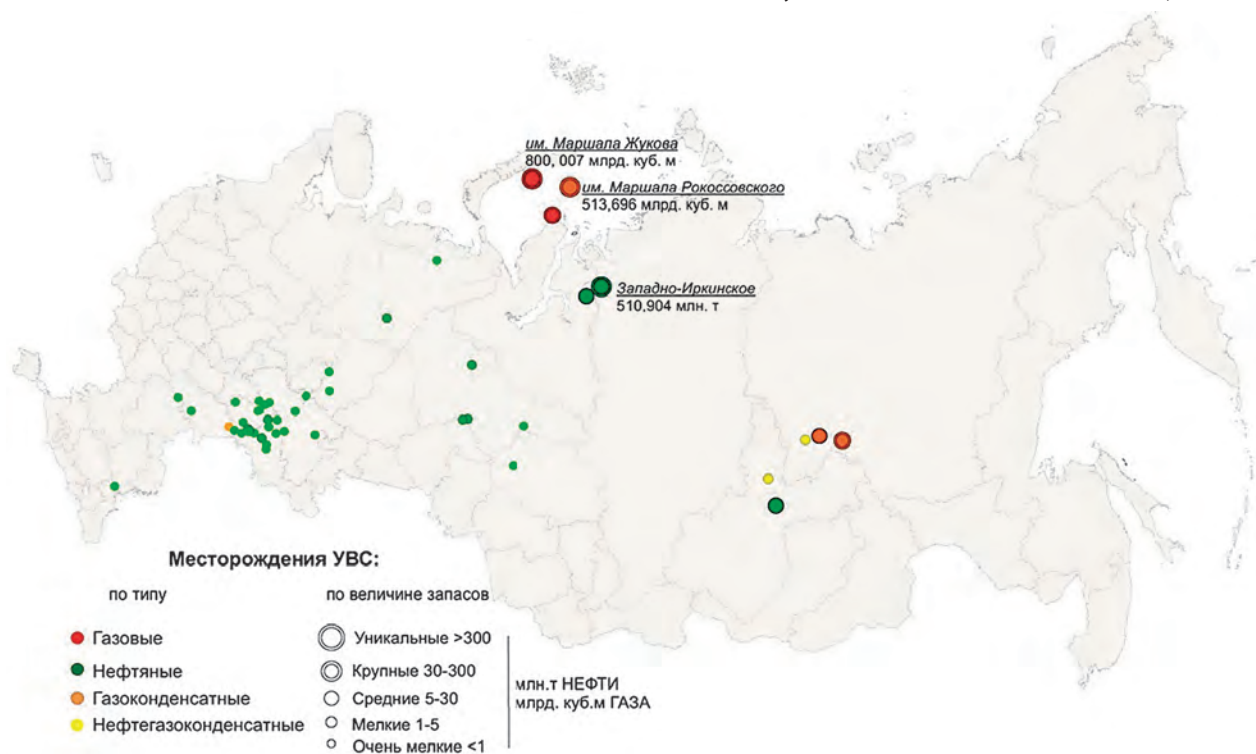 им. Маршала Жукова
800, 007 млрд. куб. м
им. Маршала Рокоссовского
513,696 млрд. куб. м
Западно-Иркинское
510,904 млн. т
Месторождения УВС:
по типу
Газовые
Нефтяные
Газоконденсатные
Нефтегазоконденсатные
по величине запасов
Уникальные >300
Крупные 30-300
Средние 5-30
Мелкие 1-5
Очень мелкие <1
млн.т НЕФТИ
млрд. куб.м ГАЗА